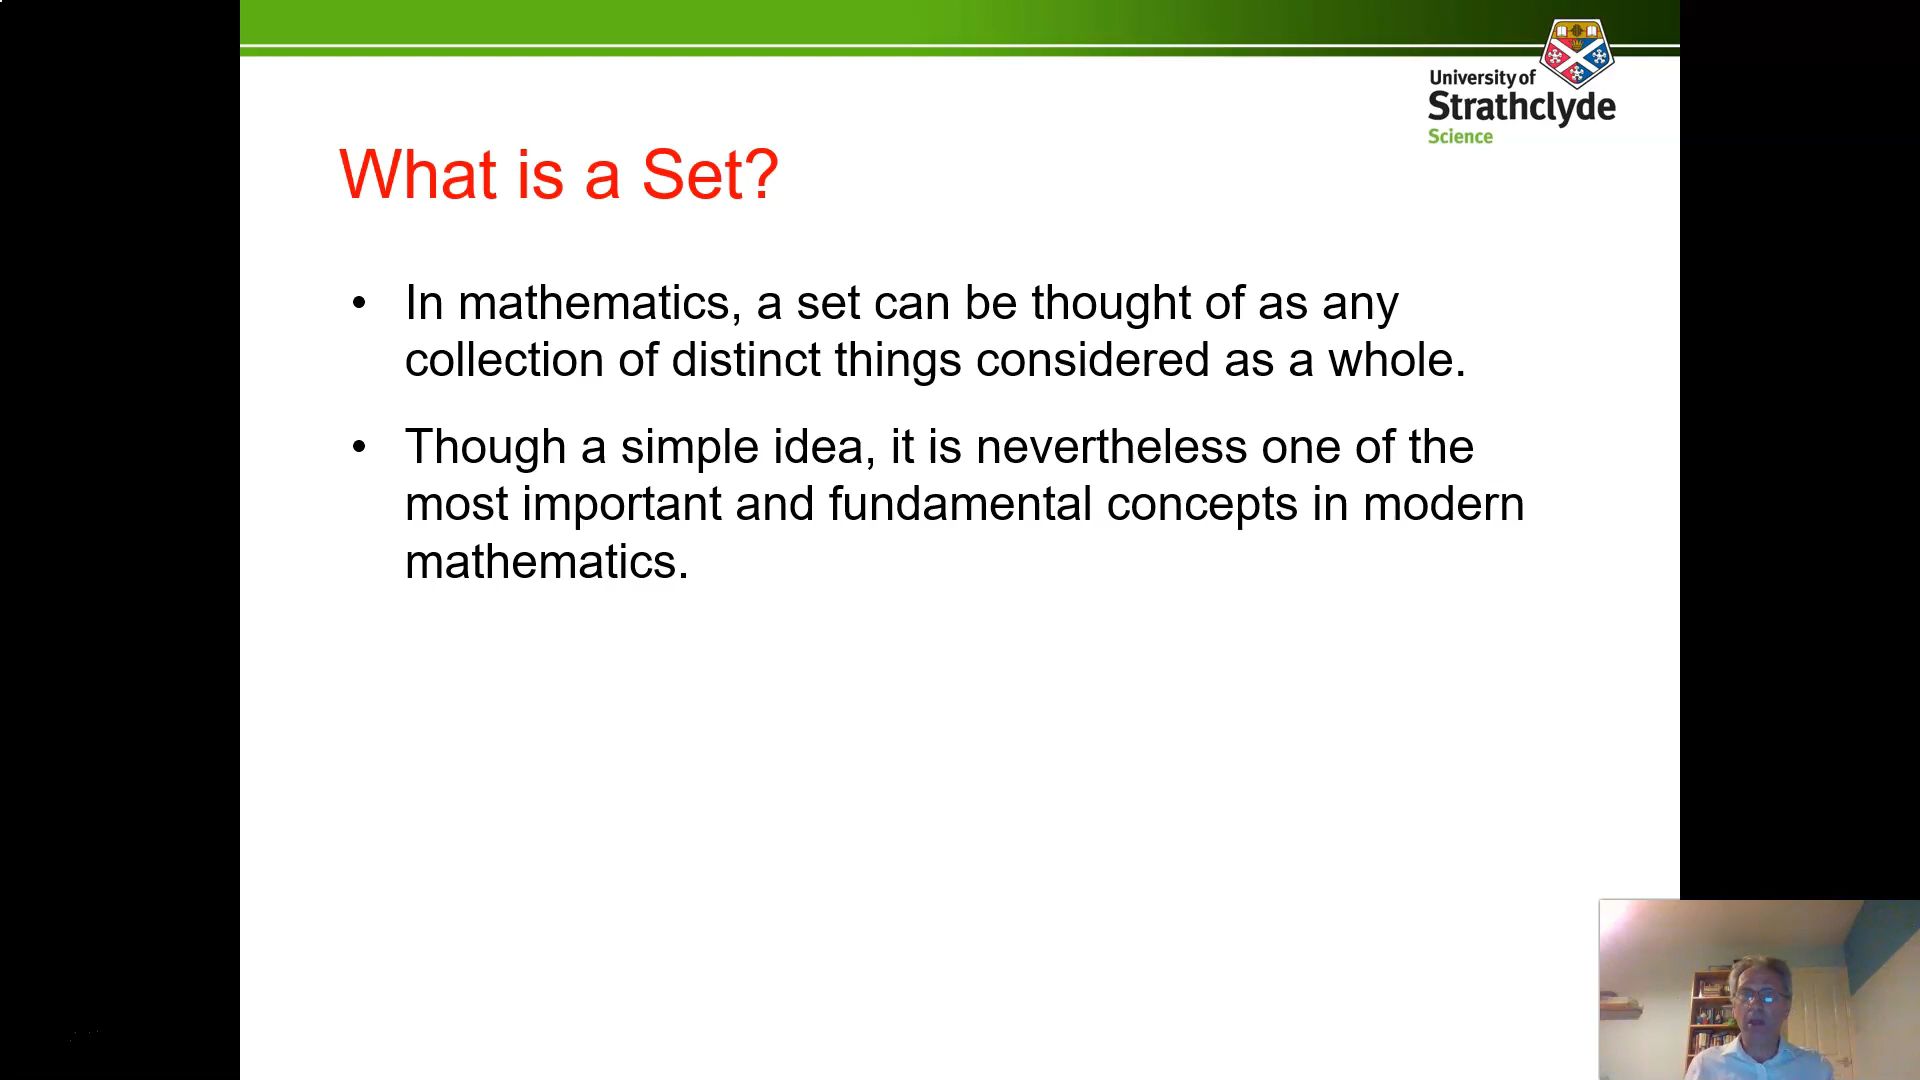 University of
Strathclyde
Science
What is a Set?
• In mathematics, a set can be thought of as any
collection of distinct things considered as a whole.
• Though a simple idea, it is nevertheless one of the
most important and fundamental concepts in modern
mathematics.